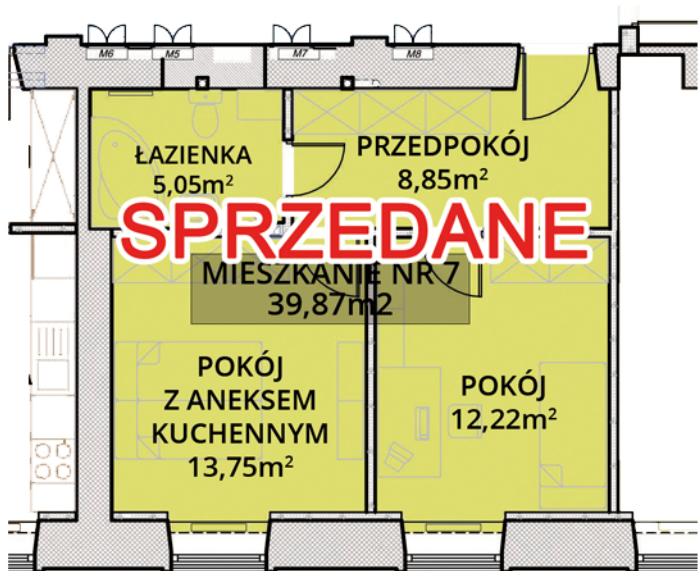 M6
M5
M7
M8
ŁAZIENKA
5,05m²
PRZEDPOKÓJ
8,85m²
SPRZEDANE
MIESZKANIE NR 7
39,87m2
POKÓJ
Z ANEKSEM
KUCHENNYM
13,75m²
POKÓJ
12,22m²